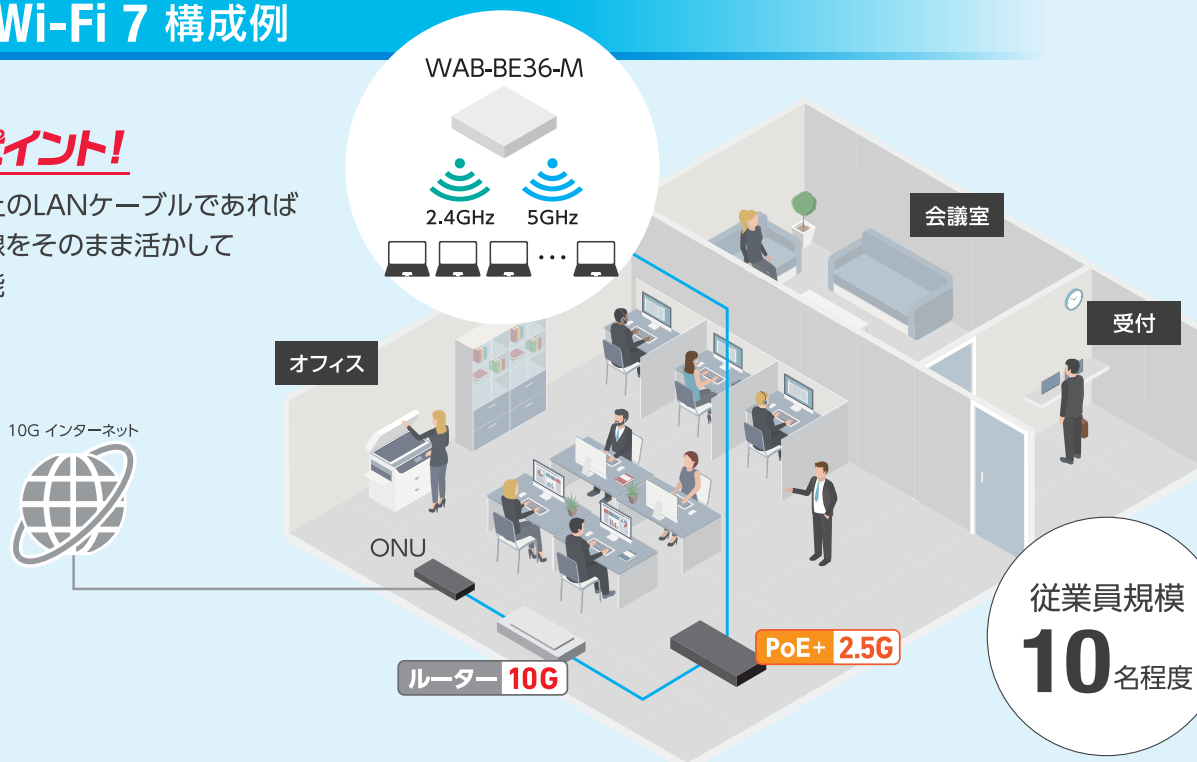 Wi-Fi 7 構成例
WAB-BE36-M
2.4GHz 5GHz
…
イント!
のLANケーブルであれば
をそのまま活かして
会議室
受付
オフィス
10G インターネット
ONU
ルーター 10G
PoE+ 2.5G
従業員規模
10名程度